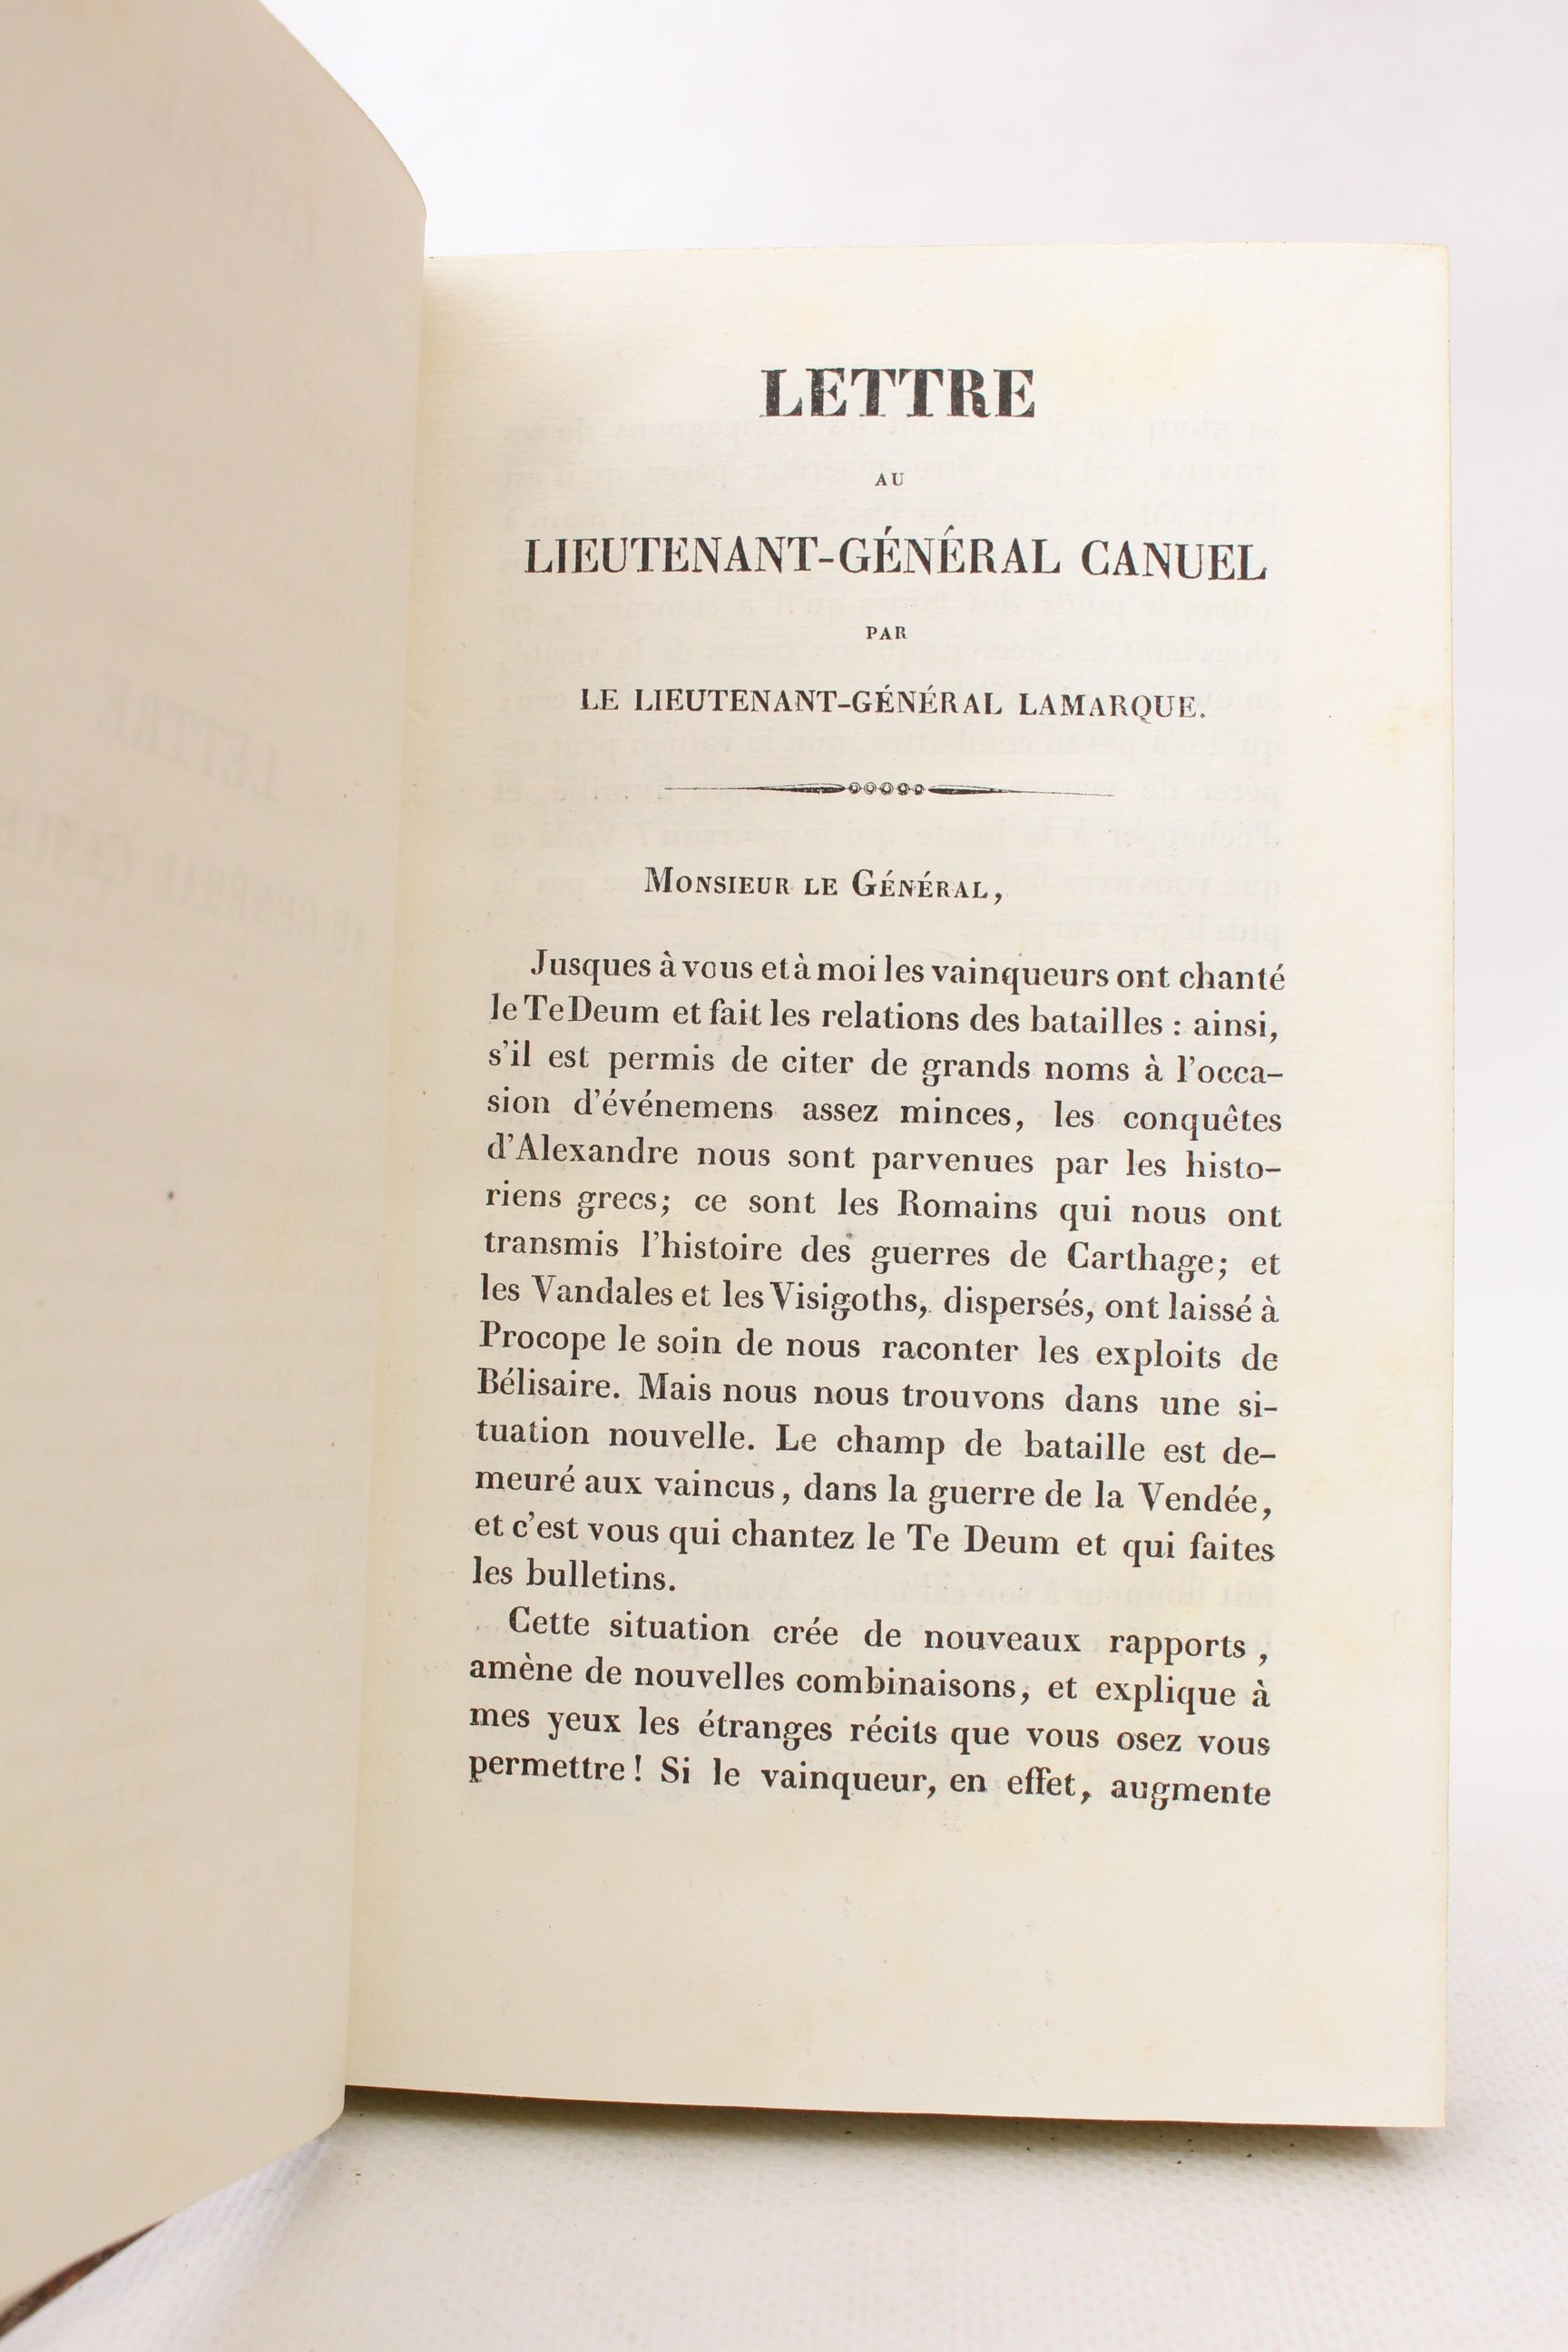 LETTRE
AU
LIEUTENANT-GÉNÉRAL CANUEL
PAR
LE LIEUTENANT-GÉNÉRAL LAMARQUE.
MONSIEUR LE GÉNÉRAL,
Jusques à vous et à moi les vainqueurs ont chanté
le Te Deum et fait les relations des batailles : ainsi,
s'il est permis de citer de grands noms à l'occa-
sion d'événemens assez minces, les conquêtes
d'Alexandre nous sont parvenues par les histo-
riens grecs; ce sont les Romains qui nous ont
transmis l'histoire des guerres de Carthage; et
les Vandales et les Visigoths, dispersés, ont laissé à
Procope le soin de nous raconter les exploits de
Bélisaire. Mais nous nous trouvons dans une si-
tuation nouvelle. Le champ de bataille est de-
meuré aux vaincus, dans la guerre de la Vendée,
et c'est vous qui chantez le Te Deum et qui faites
les bulletins.
Cette situation crée de nouveaux rapports,
amène de nouvelles combinaisons, et explique à
mes yeux les étranges récits que vous osez vous
permettre! Si le vainqueur, en effet, augmente